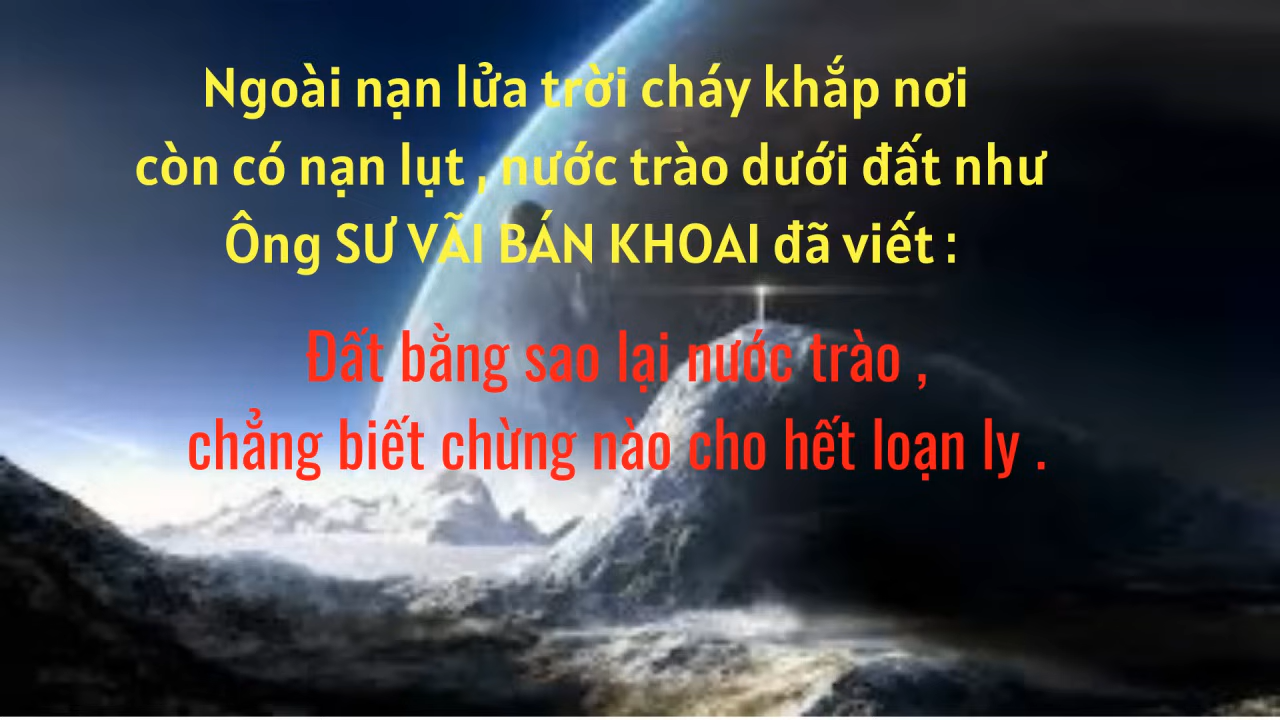 Ngoài nạn lửa trời cháy khắp nơi
còn có nạn lụt , nước trào dưới đất như
Ông SƯ VÃI BÁN KHOAI đã viết :
Đất bằng sao lại nước trào ,
chẳng biết chừng nào cho hết loạn ly .